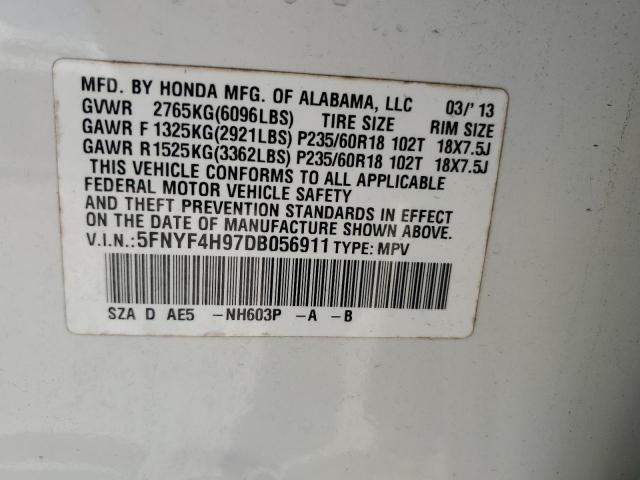 MFD. BY HONDA MFG. OF ALABAMA, LLC 03/'13
GVWR 2765KG(6096LBS) TIRE SIZE RIM SIZE
GAWR F 1325KG(2921LBS) P235/60R18 102T 18X7.5J
GAWR R 1525KG(3362LBS) P235/60R18 102T 18X7.5J
THIS VEHICLE CONFORMS TO ALL APPLICABLE
FEDERAL MOTOR VEHICLE SAFETY
AND THEFT PREVENTION STANDARDS IN EFFECT
ON THE DATE OF MANUFACTURE SHOWN ABOVE.
V.I.N.:5FNYF4H97DB056911 TYPE: MPV
SZA D AE5 -NH603P -A -B